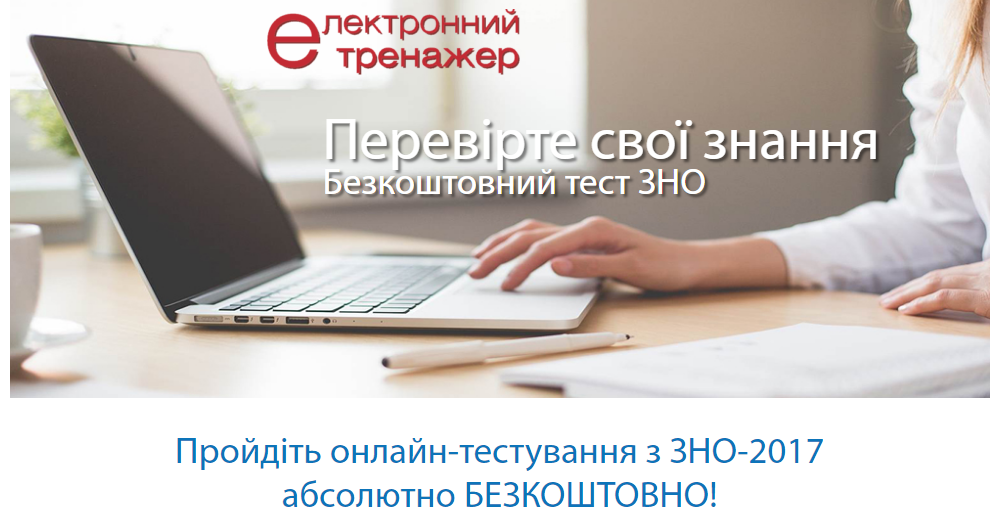 Електронний
тренажер
Перевірте свої знання
Безкоштовний тест ЗНО
Пройдіть онлайн-тестування з ЗНО-2017
абсолютно БЕЗКОШТОВНО!